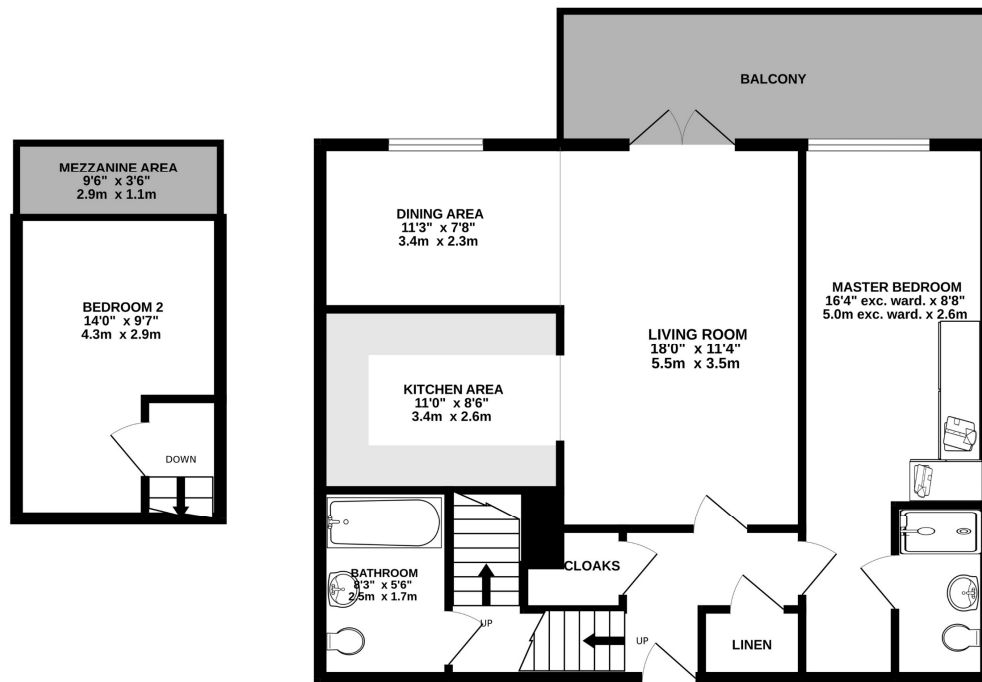 BALCONY
MEZZANINE AREA
9'6" x 3'6"
2.9m x 1.1m
DINING AREA
11'3" x 7'8"
3.4m x 2.3m
MASTER BEDROOM
16'4" exc. ward. x 8'8"
5.0m exc. ward. x 2.6m
BEDROOM 2
14'0" x 9'7"
4.3m x 2.9m
LIVING ROOM
18'0" x 11'4"
5.5m x 3.5m
KITCHEN AREA
11'0" x 8'6"
3.4m x 2.6m
DOWN
CLOAKS
BATHROOM
8'3" x 5'6"
2.5m x 1.7m
UP
UP
LINEN